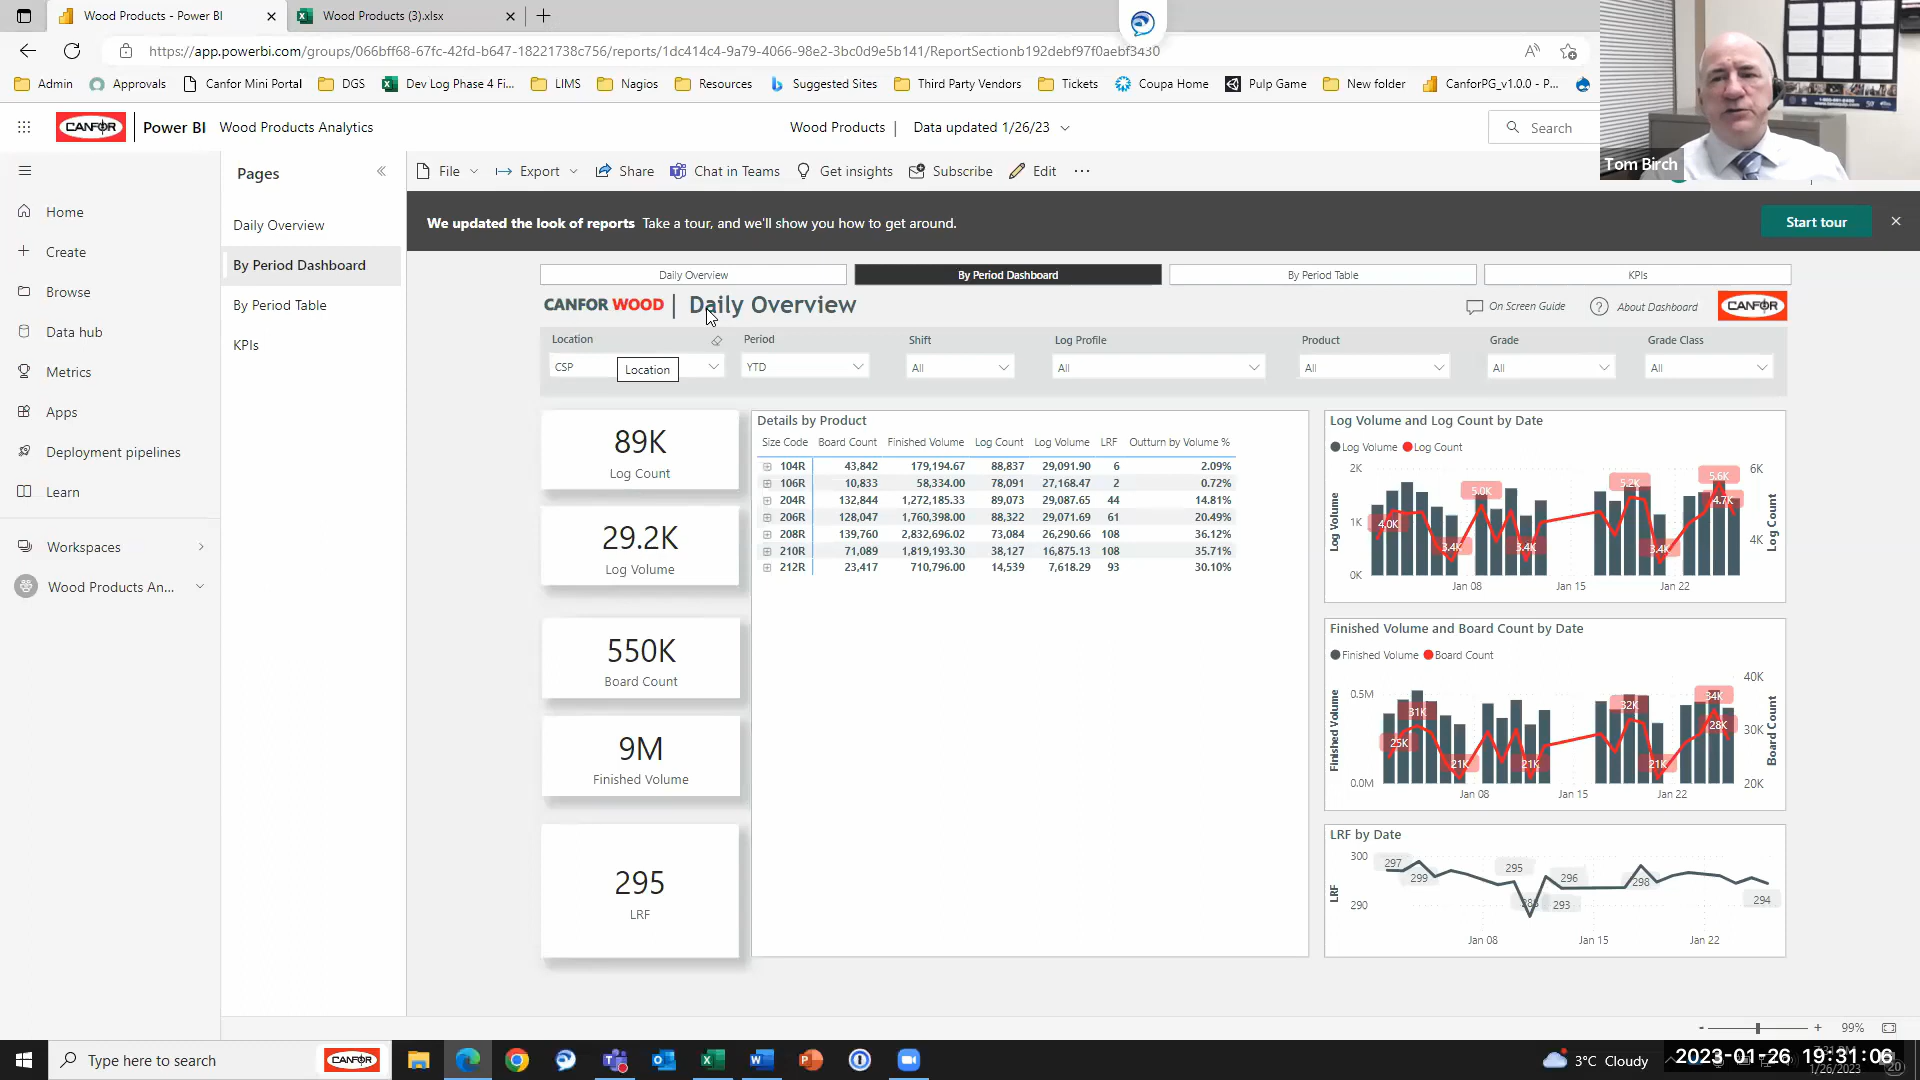 Wood Products - Power BI
Wood Products (3).xlsx
https://app.powerbi.com/groups/066bff68-67fc-42fd-b647-18221738c756/reports/1dc414c4-9a79-4066-98e2-3bc0d9e5b141/ReportSectionb192debf97f0aebf3430
Admin Approvals Canfor Mini Portal DGS Dev Log Phase 4 Fi... LIMS Nagios Resources Suggested Sites Third Party Vendors Tickets Coupa Home Pulp Game New folder CanforPG_v1.0.0 - P...
CANFOR Power BI Wood Products Analytics Wood Products | Data updated 1/26/23 Search
Tom Birch
Pages
File Export Share Chat in Teams Get insights Subscribe Edit ...
We updated the look of reports Take a tour, and we'll show you how to get around. Start tour
Home
Create
Browse
Data hub
Metrics
Apps
Deployment pipelines
Learn
Workspaces
Wood Products An...
Daily Overview
By Period Dashboard
By Period Table
KPIs
Daily Overview By Period Dashboard By Period Table KPIs
CANFOR WOOD | Daily Overview On Screen Guide About Dashboard CANFOR
Location Period Shift Log Profile Product Grade Grade Class
CSP Location YTD All All All All All
89K
Log Count
29.2K
Log Volume
550K
Board Count
9M
Finished Volume
295
LRF
Details by Product
Size Code Board Count Finished Volume Log Count Log Volume LRF Outturn by Volume %
104R 43,842 179,194.67 88,837 29,091.90 6 2.09%
106R 10,833 58,334.00 78,091 27,168.47 2 0.72%
204R 132,844 1,272,185.33 89,073 29,087.65 44 14.81%
206R 128,047 1,760,398.00 88,322 29,071.69 61 20.49%
208R 139,760 2,832,696.02 73,084 26,290.66 108 36.12%
210R 71,089 1,819,193.30 38,127 16,875.13 108 35.71%
212R 23,417 710,796.00 14,539 7,618.29 93 30.10%
Log Volume and Log Count by Date
Log Volume Log Count
2K 6K
5.6K
5.0K 5.2K
4.7K
1K 4.0K
3.4K 3.4K 3.4K 4K
0K
Log Volume
Log Count
Jan 08 Jan 15 Jan 22
Finished Volume and Board Count by Date
Finished Volume Board Count
40K
0.5M 34K
31K 32K
28K 30K
25K
21K 21K 21K
0.0M 20K
Finished Volume
Board Count
Jan 08 Jan 15 Jan 22
LRF by Date
300 297 295
299 296 298
290 293 294
LRF
Jan 08 Jan 15 Jan 22
- + 99%
Type here to search CANFOR 3°C Cloudy
2023-01-26 19:31:06
1/26/2023
20